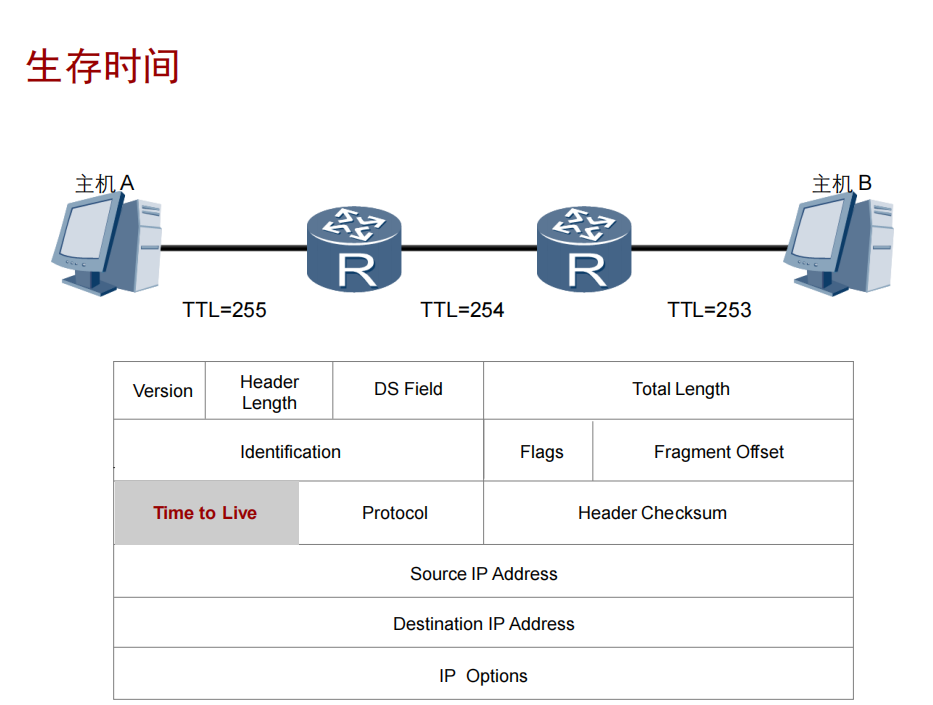 生存时间
主机 A
主机 B
R
R
TTL=255
TTL=254
TTL=253
Version
Header
Length
DS Field
Total Length
Identification
Flags
Fragment Offset
Time to Live
Protocol
Header Checksum
Source IP Address
Destination IP Address
IP Options